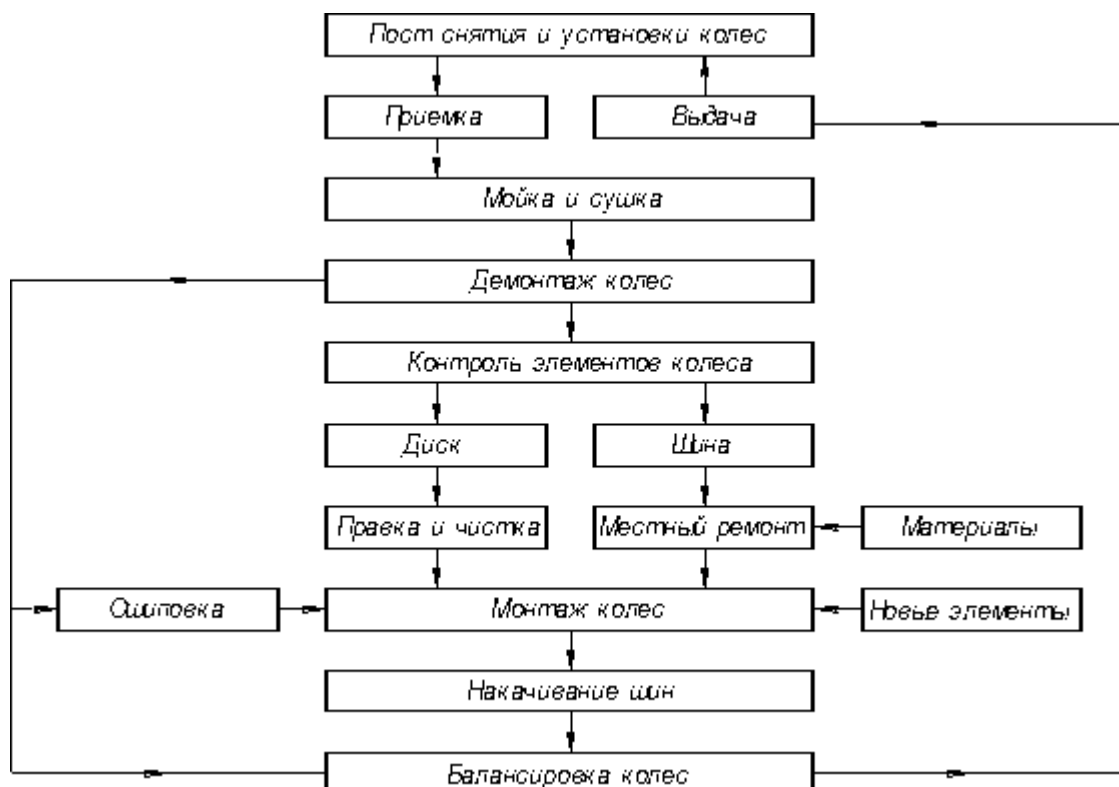 Пост снятия и установки колес
Приемка
Выдача
Мойка и сушка
Демонтаж колес
Контроль элементов колеса
Диск
Шина
Правка и чистка
Местный ремонт
Материалы
Ошиповка
Монтаж колес
Новые элементы
Накачивание шин
Балансировка колес